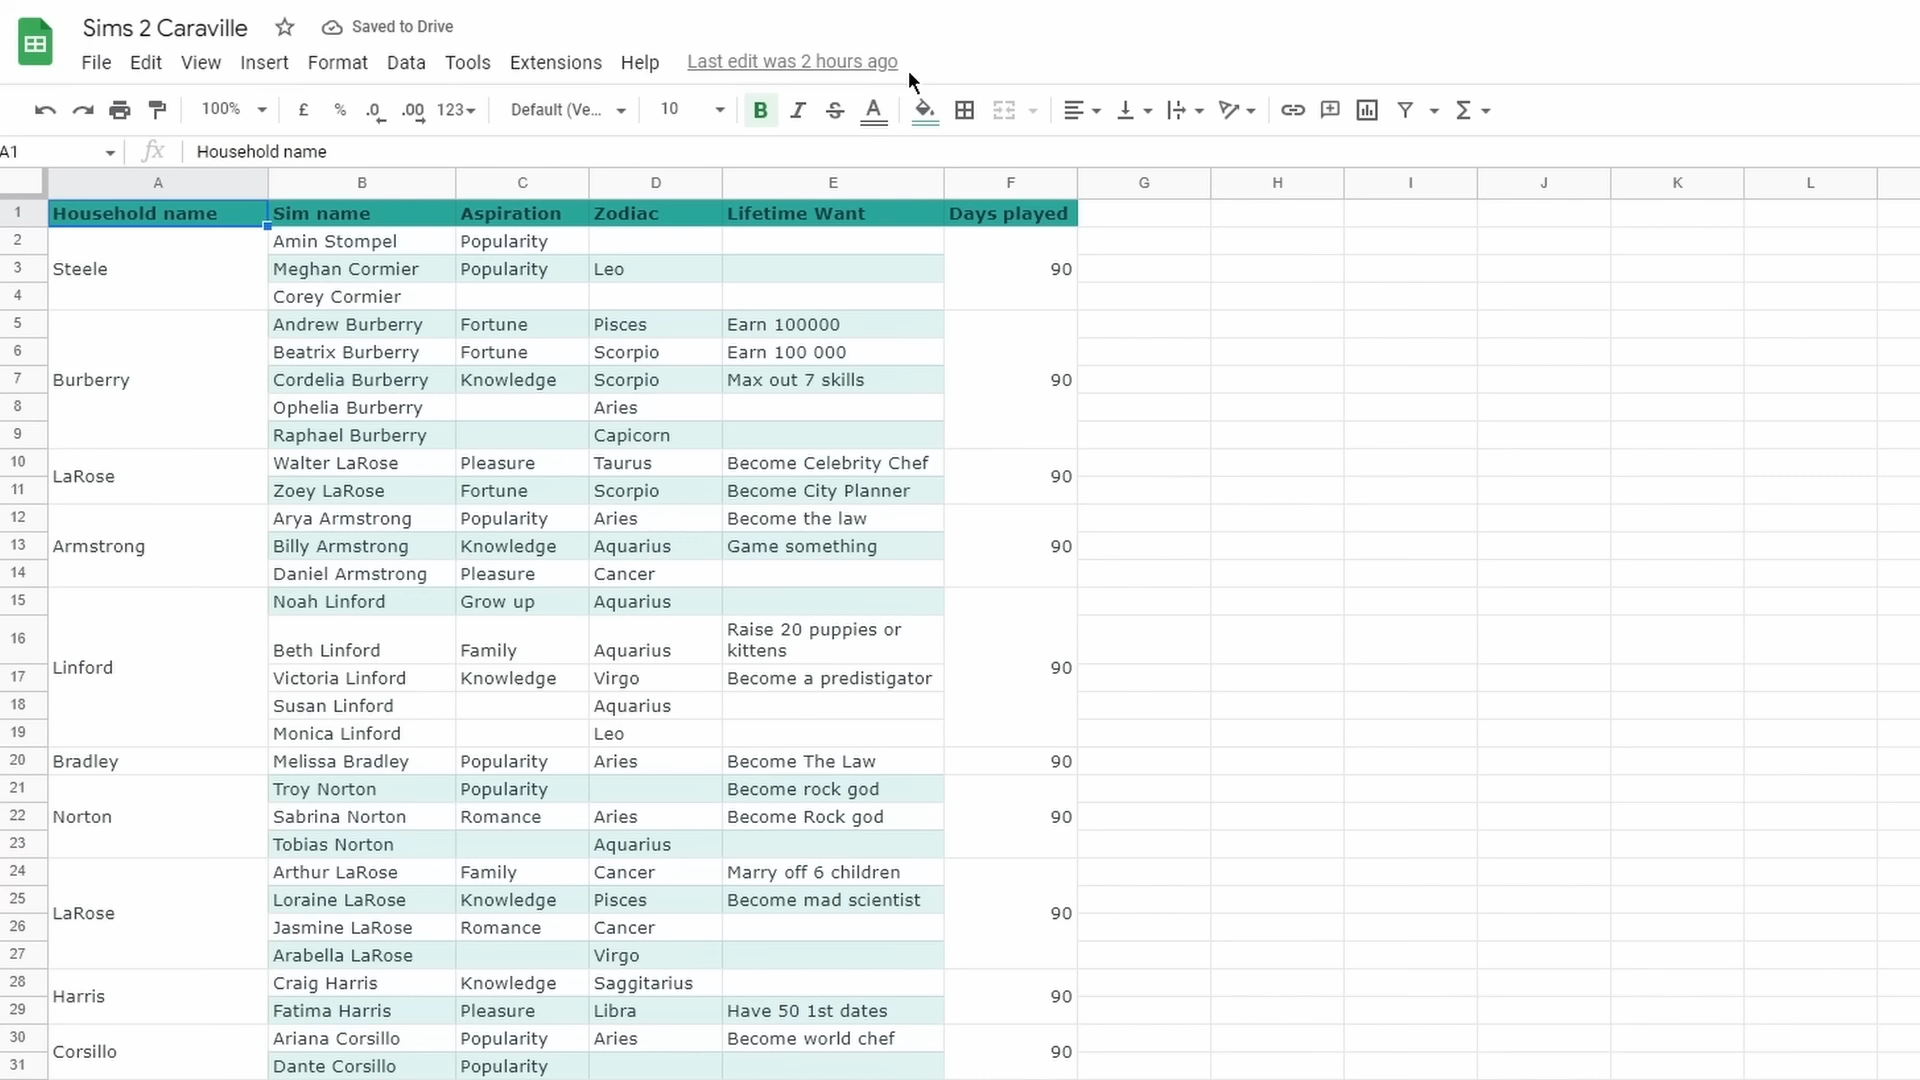 Sims 2 Caraville Saved to Drive
File Edit View Insert Format Data Tools Extensions Help Last edit was 2 hours ago
100% £ % .0 .00 123 Default (Ve... 10 B I S A Σ
A1 fx Household name
A B C D E F G H I J K L
1 Household name Sim name Aspiration Zodiac Lifetime Want Days played
2 Amin Stompel Popularity
3 Steele Meghan Cormier Popularity Leo 90
4 Corey Cormier
5 Andrew Burberry Fortune Pisces Earn 100000
6 Beatrix Burberry Fortune Scorpio Earn 100 000
7 Burberry Cordelia Burberry Knowledge Scorpio Max out 7 skills 90
8 Ophelia Burberry Aries
9 Raphael Burberry Capicorn
10 Walter LaRose Pleasure Taurus Become Celebrity Chef
LaRose 90
11 Zoey LaRose Fortune Scorpio Become City Planner
12 Arya Armstrong Popularity Aries Become the law
13 Armstrong Billy Armstrong Knowledge Aquarius Game something 90
14 Daniel Armstrong Pleasure Cancer
15 Noah Linford Grow up Aquarius
Raise 20 puppies or
16 Beth Linford Family Aquarius kittens
Linford 90
17 Victoria Linford Knowledge Virgo Become a predistigator
18 Susan Linford Aquarius
19 Monica Linford Leo
20 Bradley Melissa Bradley Popularity Aries Become The Law 90
21 Troy Norton Popularity Become rock god
22 Norton Sabrina Norton Romance Aries Become Rock god 90
23 Tobias Norton Aquarius
24 Arthur LaRose Family Cancer Marry off 6 children
25 Loraine LaRose Knowledge Pisces Become mad scientist
LaRose 90
26 Jasmine LaRose Romance Cancer
27 Arabella LaRose Virgo
28 Craig Harris Knowledge Saggitarius
Harris 90
29 Fatima Harris Pleasure Libra Have 50 1st dates
30 Ariana Corsillo Popularity Aries Become world chef
Corsillo 90
31 Dante Corsillo Popularity